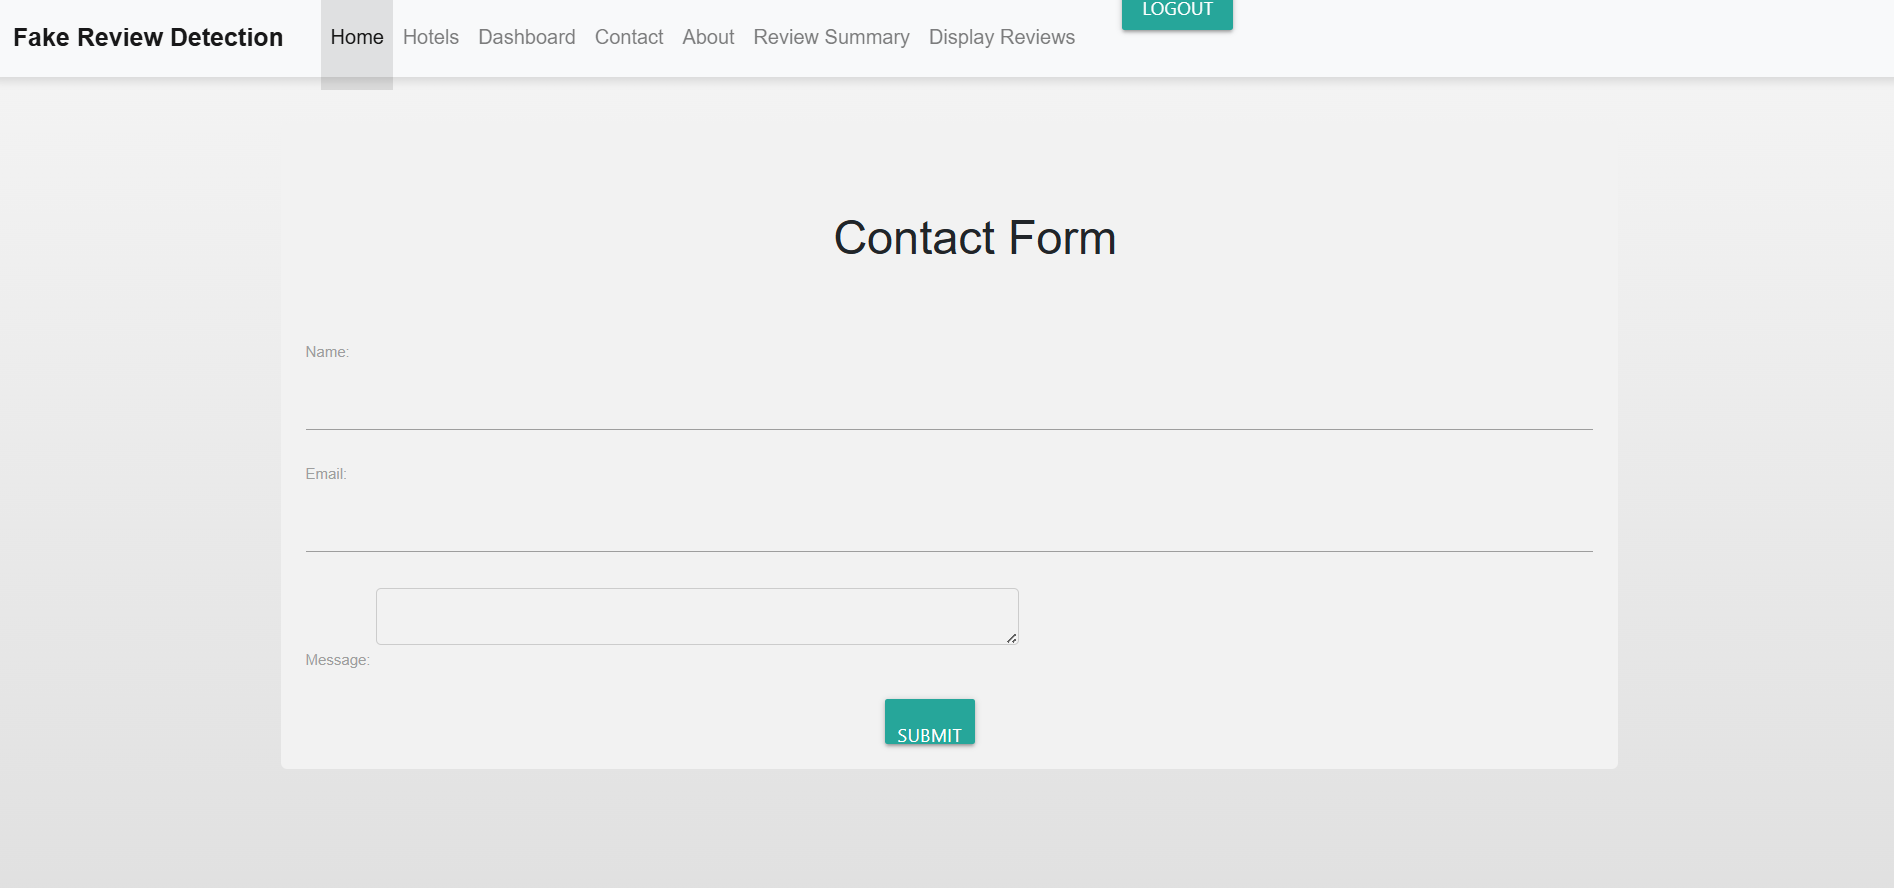 Fake Review Detection Home Hotels Dashboard Contact About Review Summary Display Reviews LOGOUT
Contact Form
Name:
Email:
Message:
SUBMIT